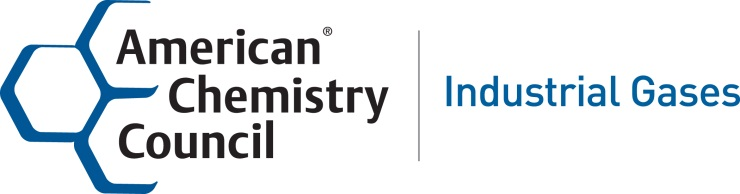 American®
Chemistry
Council
Industrial Gases